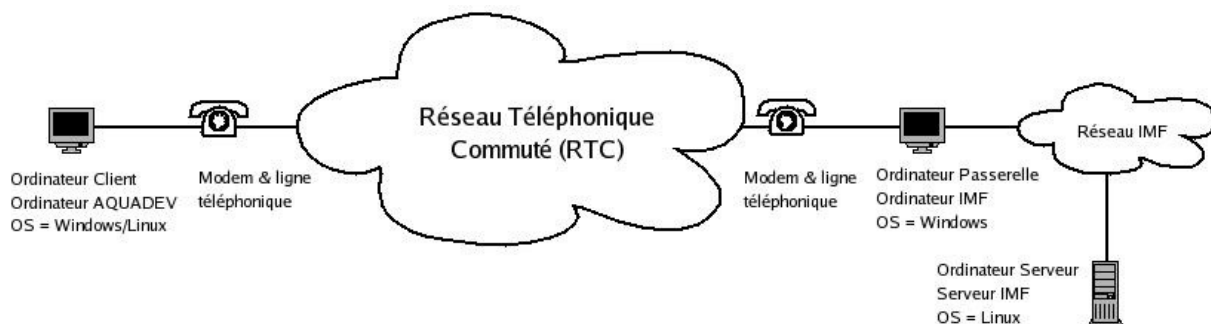 Réseau Téléphonique
Commuté (RTC)
Réseau IMF
Ordinateur Client
Ordinateur AQUADEV
OS = Windows/Linux
Modem & ligne
téléphonique
Modem & ligne
téléphonique
Ordinateur Passerelle
Ordinateur IMF
OS = Windows
Ordinateur Serveur
Serveur IMF
OS = Linux